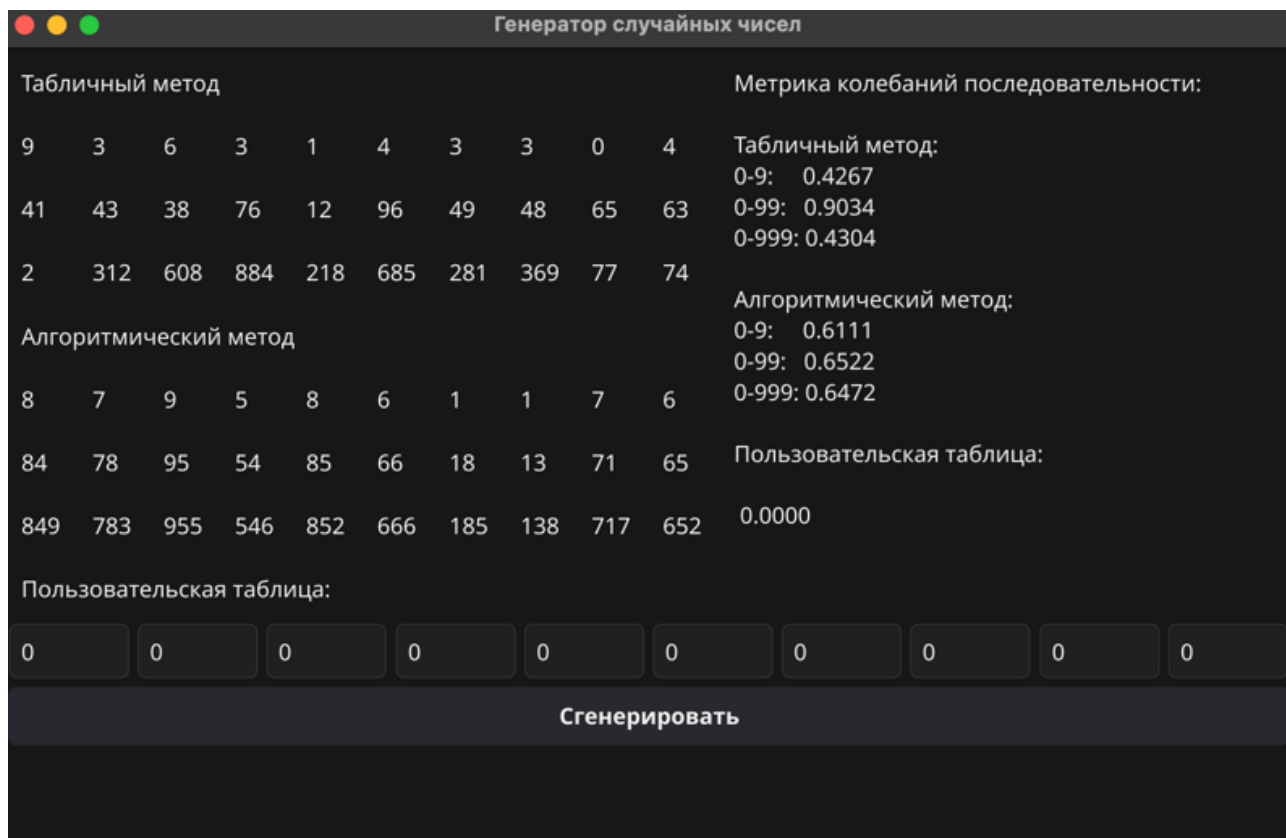 Генератор случайных чисел
Табличный метод
9 3 6 3 1 4 3 3 0 4
41 43 38 76 12 96 49 48 65 63
2 312 608 884 218 685 281 369 77 74
Алгоритмический метод
8 7 9 5 8 6 1 1 7 6
84 78 95 54 85 66 18 13 71 65
849 783 955 546 852 666 185 138 717 652
Метрика колебаний последовательности:
Табличный метод:
0-9: 0.4267
0-99: 0.9034
0-999: 0.4304
Алгоритмический метод:
0-9: 0.6111
0-99: 0.6522
0-999: 0.6472
Пользовательская таблица:
0.0000
Пользовательская таблица:
0 0 0 0 0 0 0 0 0 0
Сгенерировать